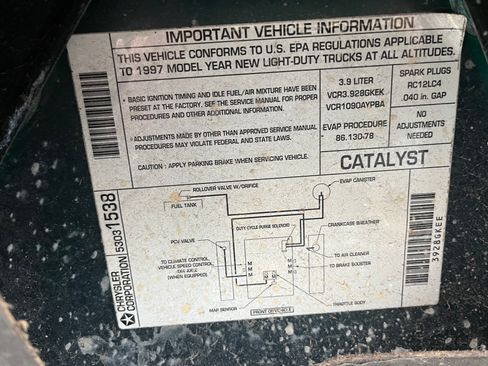 IMPORTANT VEHICLE INFORMATION
THIS VEHICLE CONFORMS TO U.S. EPA REGULATIONS APPLICABLE
TO 1997 MODEL YEAR NEW LIGHT-DUTY TRUCKS AT ALL ALTITUDES.
• BASIC IGNITION TIMING AND IDLE FUEL/AIR MIXTURE HAVE BEEN
PRESET AT THE FACTORY. SEE THE SERVICE MANUAL FOR PROPER
PROCEDURES AND OTHER ADDITIONAL INFORMATION.
• ADJUSTMENTS MADE BY OTHER THAN APPROVED SERVICE MANUAL
PROCEDURES MAY VIOLATE FEDERAL AND STATE LAWS.
CAUTION : APPLY PARKING BRAKE WHEN SERVICING VEHICLE.
3.9 LITER
VCR3.928GKEK
VCR1090AYPBA
EVAP PROCEDURE
86.130-78
SPARK PLUGS
RC12LC4
.040 in. GAP
NO
ADJUSTMENTS
NEEDED
CATALYST
CHRYSLER
CORPORATION 53031538
ROLLOVER VALVE W/ORIFICE
EVAP CANISTER
FUEL TANK
DUTY CYCLE PURGE SOLENOID
CRANKCASE BREATHER
PCV VALVE
TO CLIMATE CONTROL,
VEHICLE SPEED CONTROL,
(WHEN EQUIPPED)
TO AIR CLEANER
TO BRAKE BOOSTER
MAP SENSOR
FRONT OF VEHICLE
THROTTLE BODY
3928GKEE